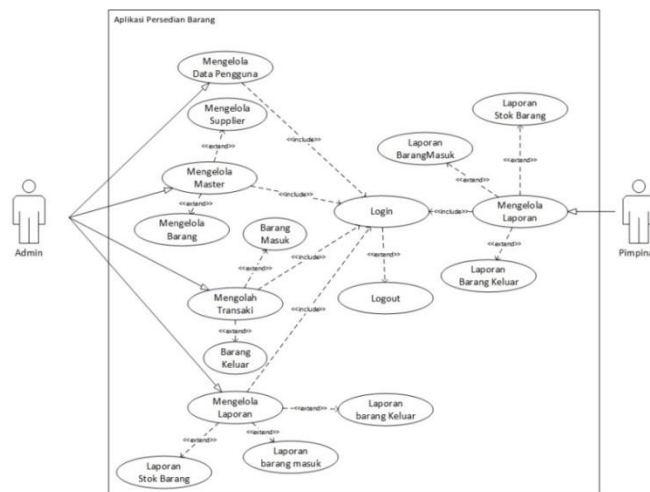 Aplikasi Persedian Barang
Mengelola
Data Pengguna
Mengelola
Supplier
<<extend>>
<<include>>
Laporan
Stok Barang
Laporan
BarangMasuk
<<extend>>
<<extend>>
Mengelola
Master
<<include>>
<<extend>>
Mengelola
Barang
Login
<<include>>
Mengelola
Laporan
Admin
Pimpina
Barang
Masuk
<<extend>>
<<include>>
<<extend>>
<<extend>>
Laporan
Barang Keluar
Mengolah
Transaki
Logout
<<include>>
<<extend>>
Barang
Keluar
Mengelola
Laporan
<<extend>>
Laporan
barang Keluar
<<extend>>
<<extend>>
Laporan
Stok Barang
Laporan
barang masuk